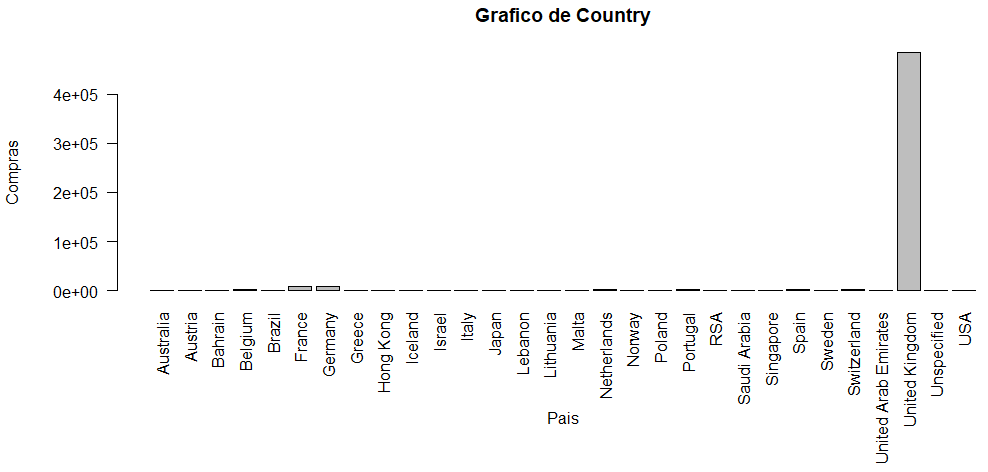 Grafico de Country
Compras
4e+05
3e+05
2e+05
1e+05
0e+00
Australia
Austria
Bahrain
Belgium
Brazil
France
Germany
Greece
Hong Kong
Iceland
Israel
Italy
Japan
Lebanon
Lithuania
Malta
Netherlands
Norway
Poland
Portugal
RSA
Saudi Arabia
Singapore
Spain
Sweden
Switzerland
United Arab Emirates
United Kingdom
Unspecified
USA
Pais